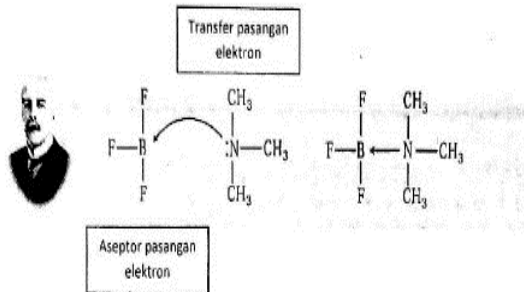 Transfer pasangan
elektron
F CH₃ F CH₃
F—B :N—CH₃ F—B←N—CH₃
F CH₃ F CH₃
Aseptor pasangan
elektron